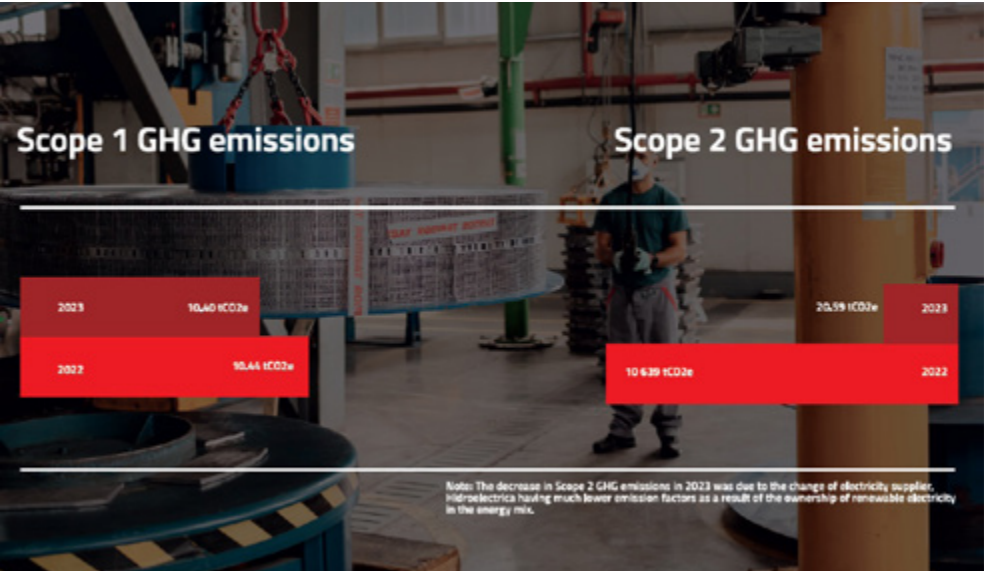 Scope 1 GHG emissions
Scope 2 GHG emissions
2023 10.40 tCO2e
2022 10.44 tCO2e
20.59 tCO2e 2023
10 639 tCO2e 2022
Note: The decrease in Scope 2 GHG emissions in 2023 was due to the change of electricity supplier,
Hidroelectrica having much lower emission factors as a result of the ownership of renewable electricity
in the energy mix.